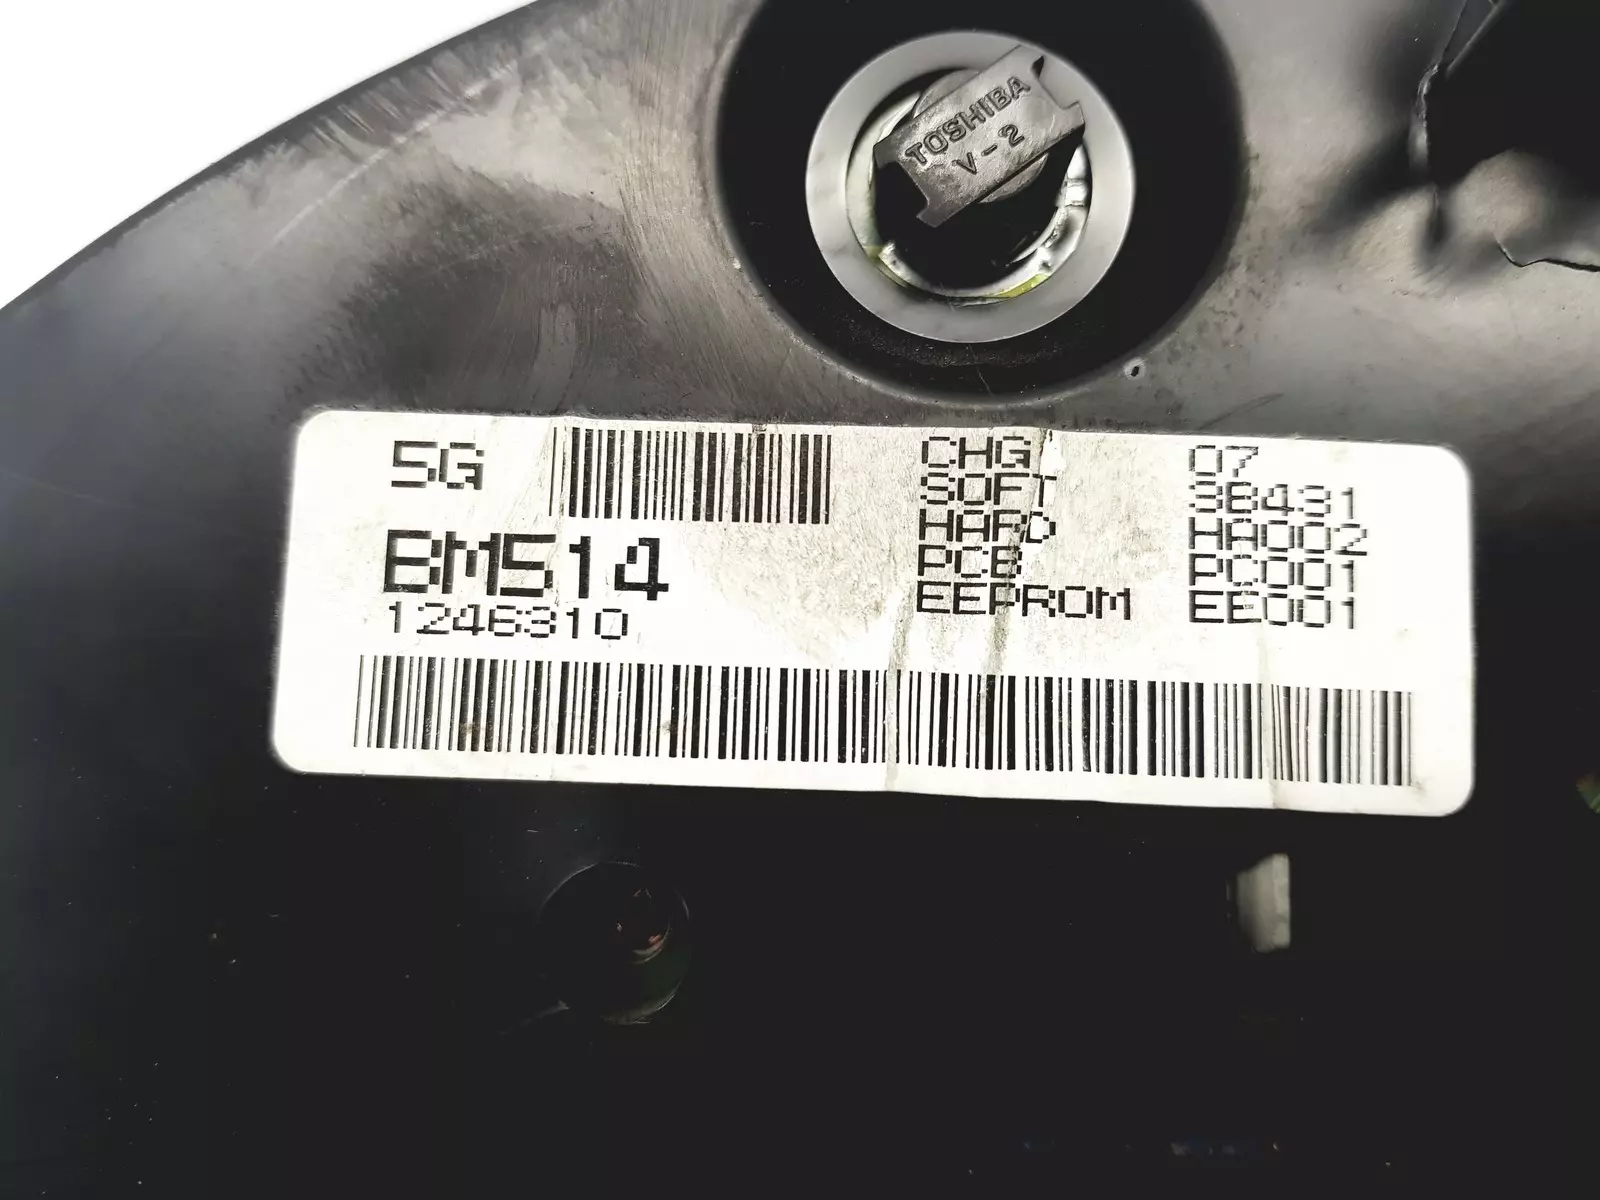 TOSHIBA
V-2
5G
BM514
1246310
CHG 07
SOFT 38431
HARD HA002
PCB PC001
EEPROM EE001